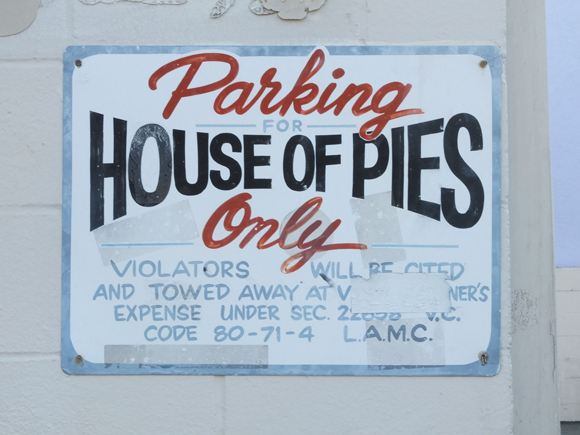 Parking
FOR
HOUSE OF PIES
Only
VIOLATORS WILL BE CITED
AND TOWED AWAY AT
EXPENSE UNDER SEC. V.C.
CODE 80-71-4 L.A.M.C.